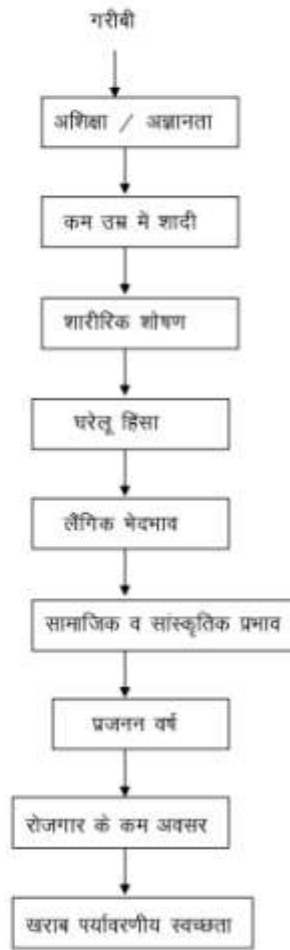 गरीबी
अशिक्षा / अज्ञानता
कम उम्र में शादी
शारीरिक शोषण
घरेलू हिंसा
लैंगिक भेदभाव
सामाजिक व सांस्कृतिक प्रभाव
प्रजनन वर्ष
रोजगार के कम अवसर
खराब पर्यावरणीय स्वच्छता